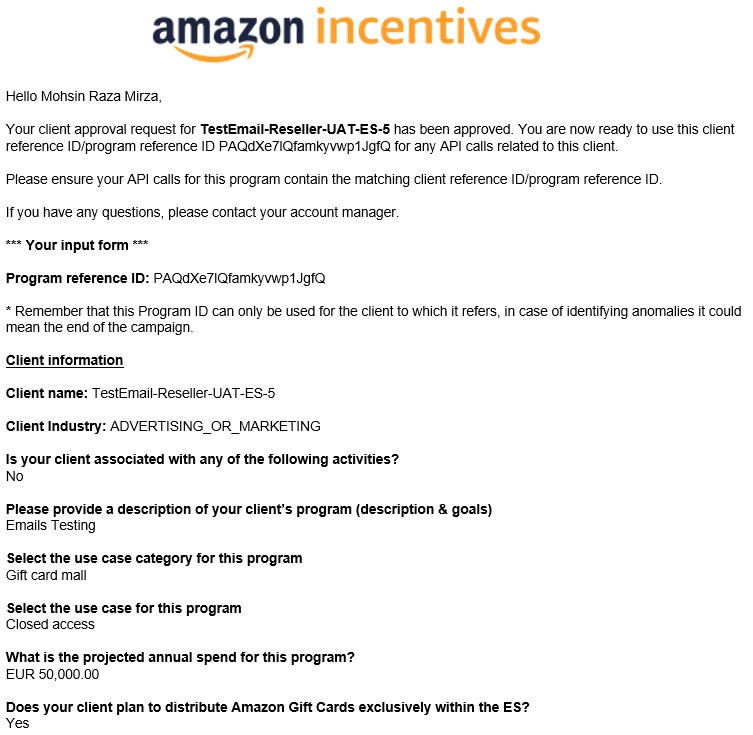 amazon incentives
Hello Mohsin Raza Mirza,
Your client approval request for TestEmail-Reseller-UAT-ES-5 has been approved. You are now ready to use this client
reference ID/program reference ID PAQdXe7lQfamkyvwp1JgfQ for any API calls related to this client.
Please ensure your API calls for this program contain the matching client reference ID/program reference ID.
If you have any questions, please contact your account manager.
*** Your input form ***
Program reference ID: PAQdXe7lQfamkyvwp1JgfQ
* Remember that this Program ID can only be used for the client to which it refers, in case of identifying anomalies it could
mean the end of the campaign.
Client information
Client name: TestEmail-Reseller-UAT-ES-5
Client Industry: ADVERTISING_OR_MARKETING
Is your client associated with any of the following activities?
No
Please provide a description of your client's program (description & goals)
Emails Testing
Select the use case category for this program
Gift card mall
Select the use case for this program
Closed access
What is the projected annual spend for this program?
EUR 50,000.00
Does your client plan to distribute Amazon Gift Cards exclusively within the ES?
Yes